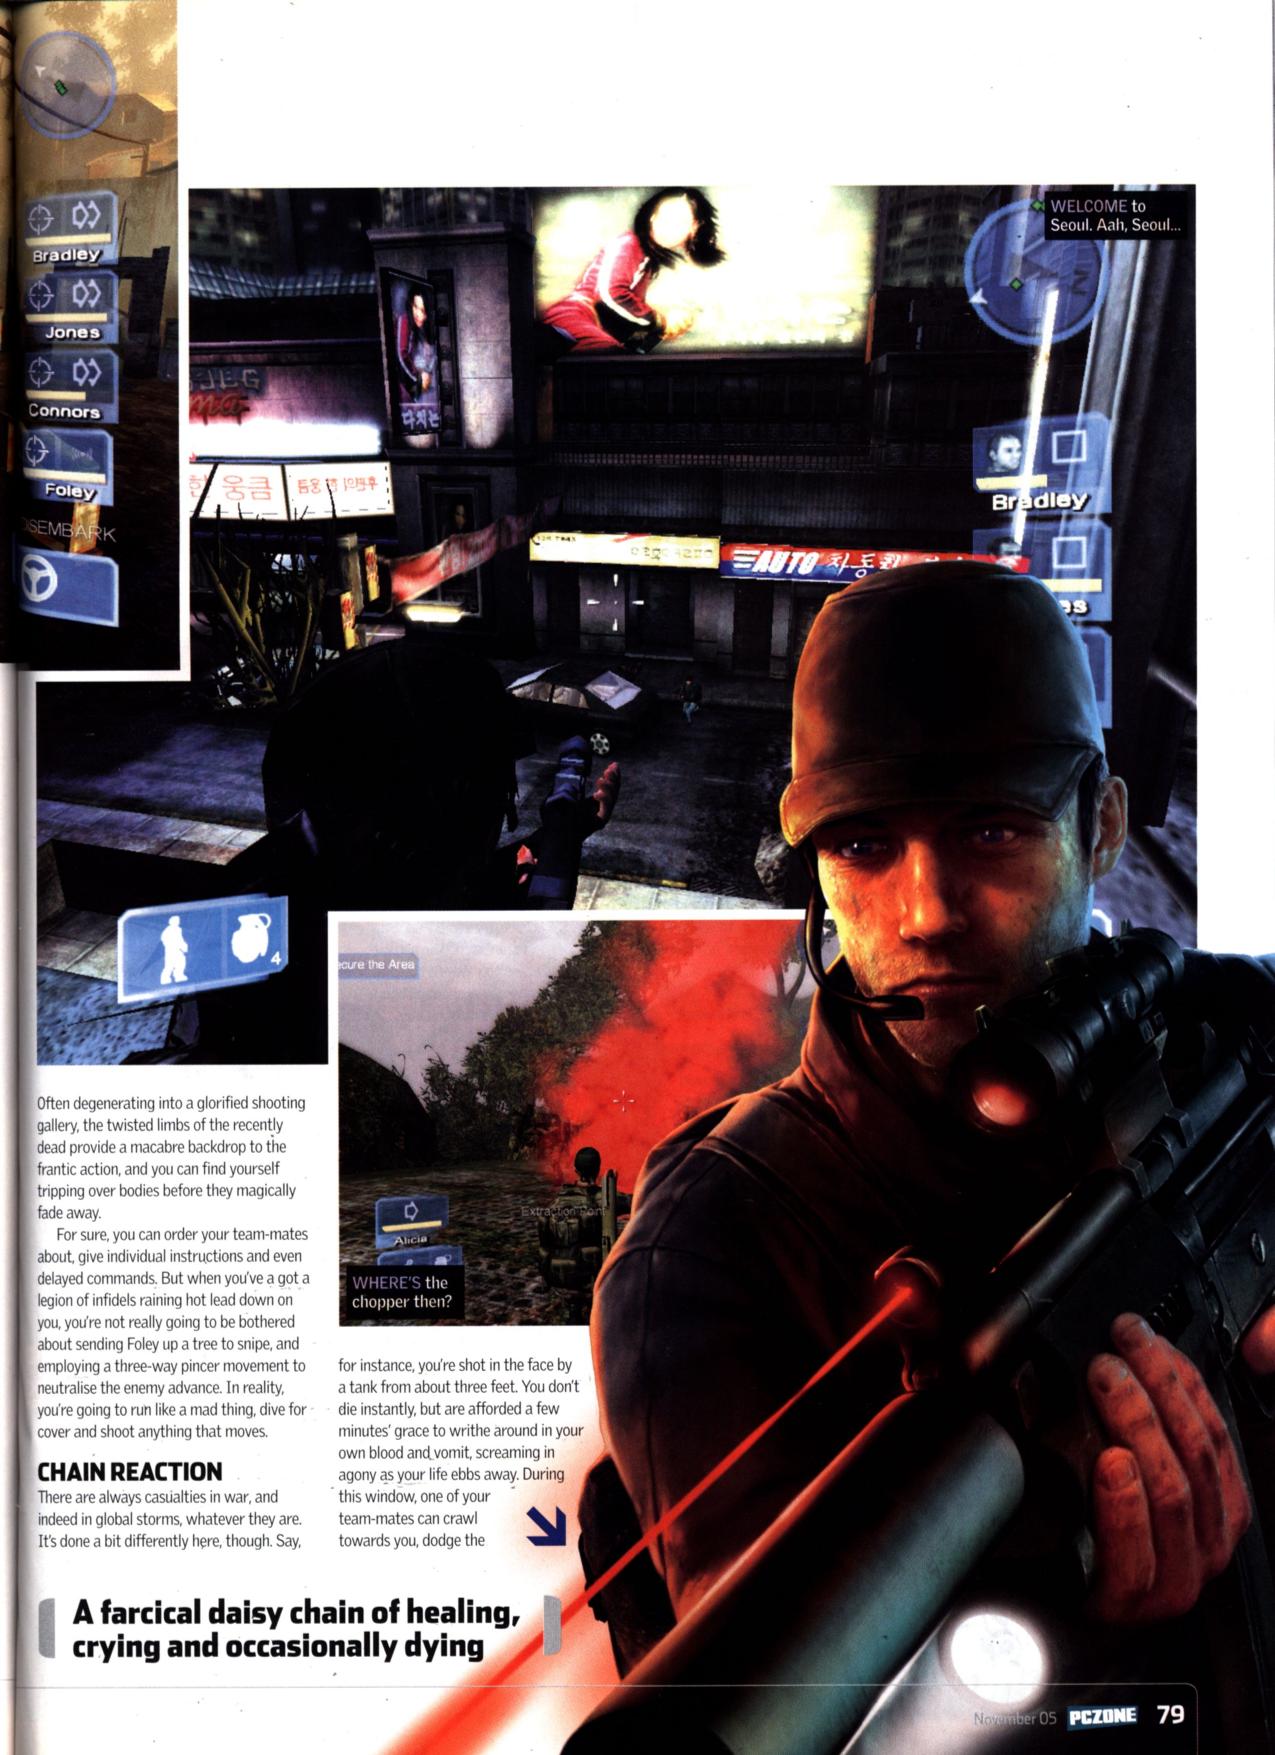 Bradley
Jones
Connors
Foley
DISEMBARK
WELCOME to
Seoul. Aah, Seoul...
Bradley
AUTO
4
ecure the Area
Extraction Point
Alicia
WHERE'S the
chopper then?
Often degenerating into a glorified shooting
gallery, the twisted limbs of the recently
dead provide a macabre backdrop to the
frantic action, and you can find yourself
tripping over bodies before they magically
fade away.
For sure, you can order your team-mates
about, give individual instructions and even
delayed commands. But when you've a got a
legion of infidels raining hot lead down on
you, you're not really going to be bothered
about sending Foley up a tree to snipe, and
employing a three-way pincer movement to
neutralise the enemy advance. In reality,
you're going to run like a mad thing, dive for
cover and shoot anything that moves.
CHAIN REACTION
There are always casualties in war, and
indeed in global storms, whatever they are.
It's done a bit differently here, though. Say,
for instance, you're shot in the face by
a tank from about three feet. You don't
die instantly, but are afforded a few
minutes' grace to writhe around in your
own blood and vomit, screaming in
agony as your life ebbs away. During
this window, one of your
team-mates can crawl
towards you, dodge the
A farcical daisy chain of healing,
crying and occasionally dying
November 05 PCZONE 79